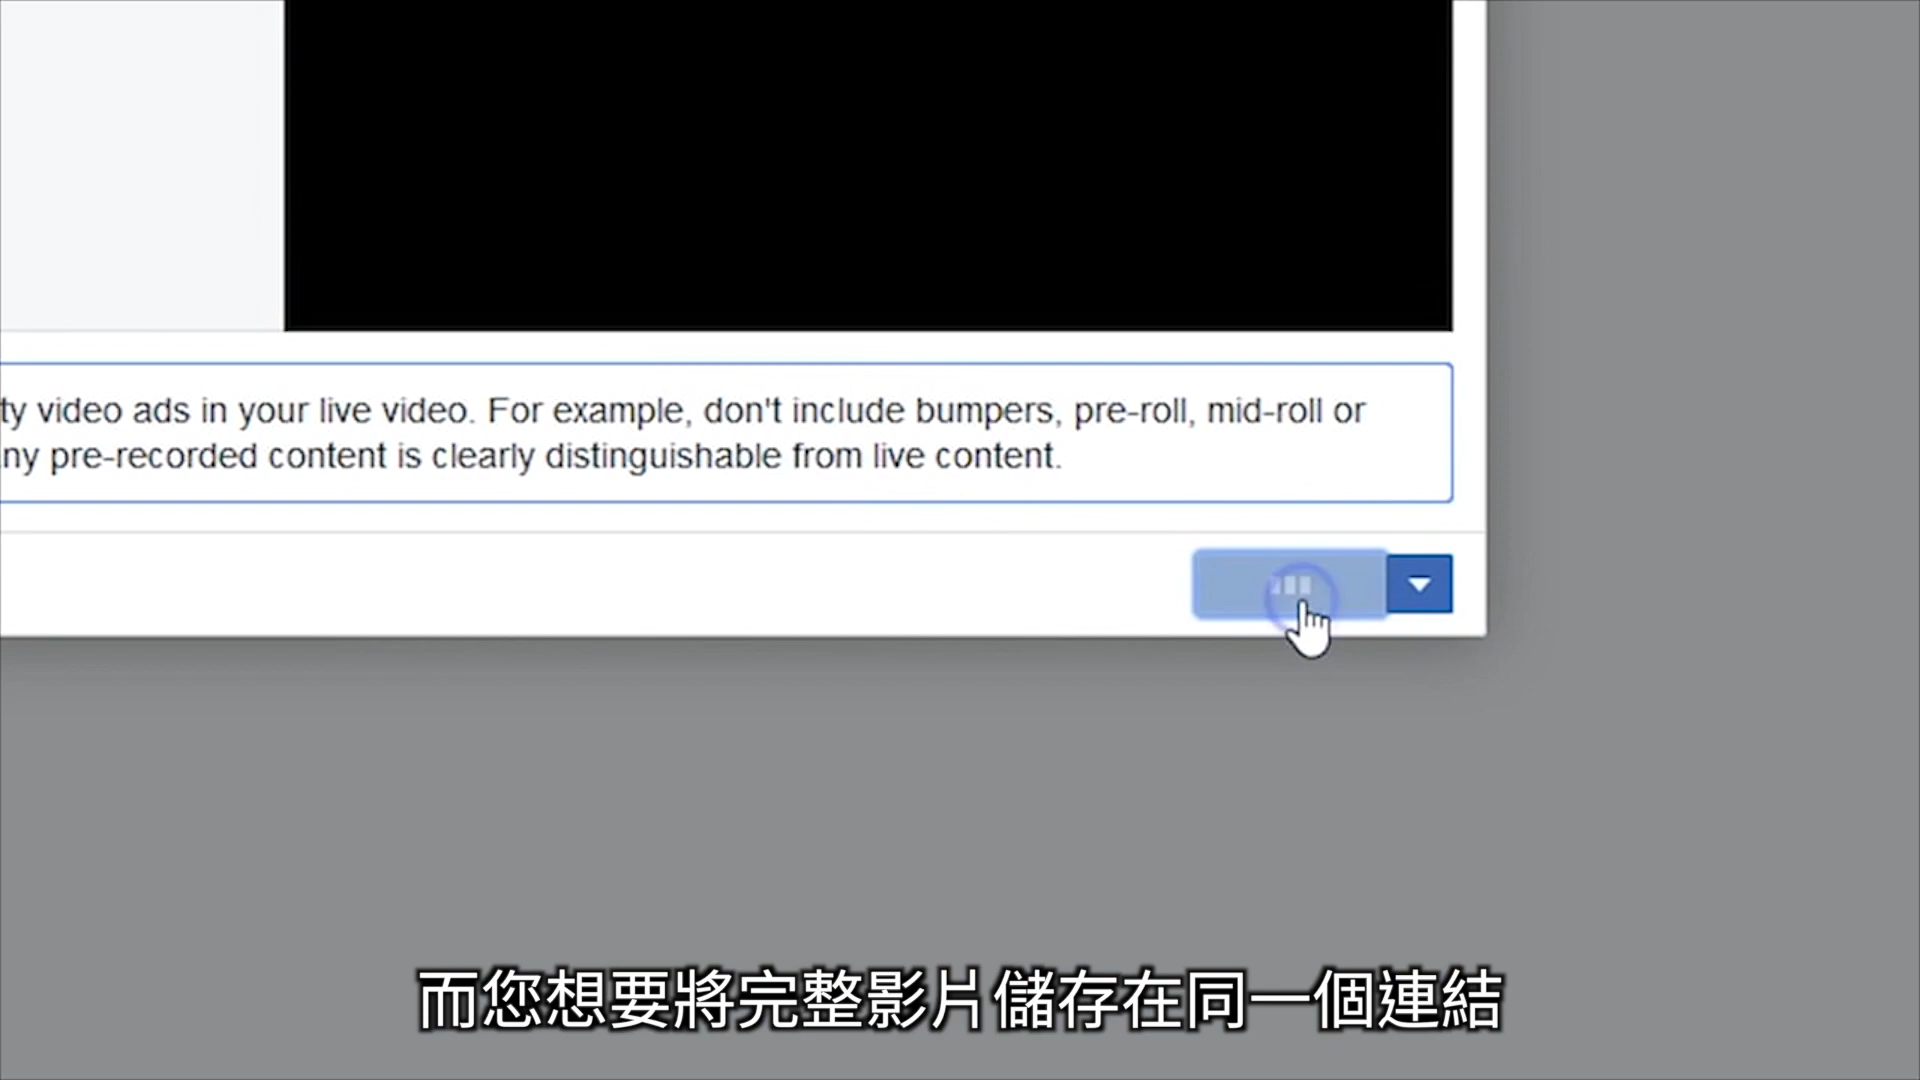 ty video ads in your live video. For example, don't include bumpers, pre-roll, mid-roll or
ny pre-recorded content is clearly distinguishable from live content.
而您想要將完整影片儲存在同一個連結